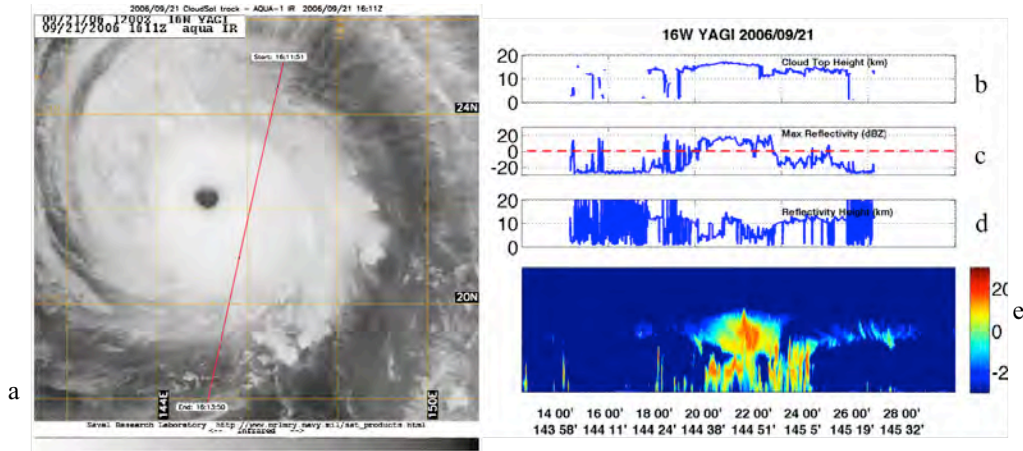 2006/09/21 CloudSat track - AQUA-1 IR 2006/09/21 16:11Z
09/21/06 1200Z 16W YAGI
09/21/2006 1611Z aqua IR
Start: 16:11:51
24N
20N
144E
150E
End: 16:13:50
Naval Research Laboratory http://www.nrlmry.navy.mil/sat_products.html
<-- Infrared -->
a
16W YAGI 2006/09/21
20
10
0
Cloud Top Height (km)
b
20
0
-20
Max Reflectivity (dBZ)
c
20
10
0
Reflectivity Height (km)
d
20
0
-2
e
14 00' 16 00' 18 00' 20 00' 22 00' 24 00' 26 00' 28 00'
143 58' 144 11' 144 24' 144 38' 144 51' 145 5' 145 19' 145 32'